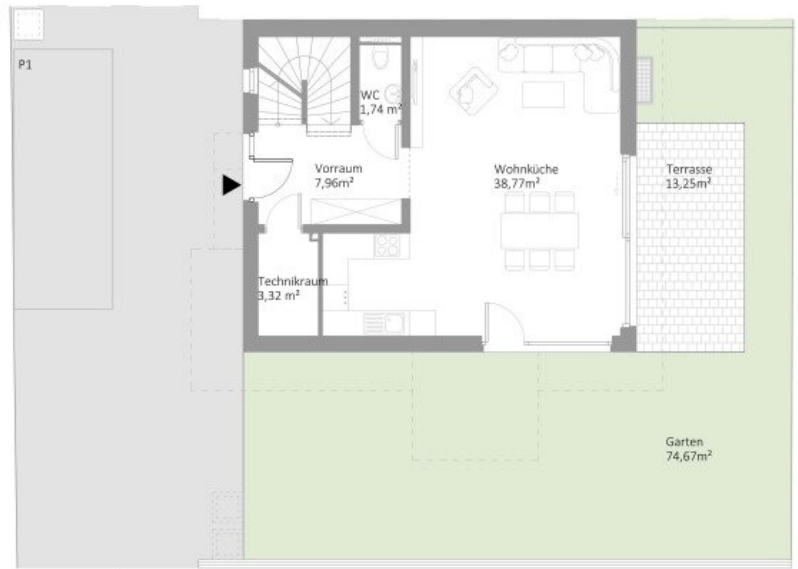 P1
WC
1,74 m²
Vorraum
7,96m²
Wohnküche
38,77m²
Terrasse
13,25m²
Technikraum
3,32 m²
Garten
74,67m²